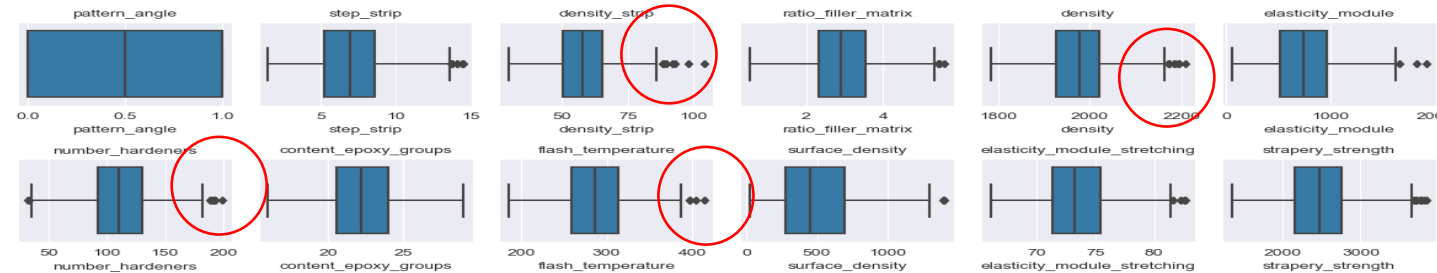 pattern_angle step_strip density_strip ratio_filler_matrix density elasticity_module
0.0 0.5 1.0 5 10 15 50 75 100 2 4 1800 2000 2200 0 1000 200
pattern_angle step_strip density_strip ratio_filler_matrix density elasticity_module
number_hardeners content_epoxy_groups flash_temperature surface_density elasticity_module_stretching strapery_strength
50 100 150 200 20 25 200 300 400 0 500 1000 70 80 2000 3000
number_hardeners content_epoxy_groups flash_temperature surface_density elasticity_module_stretching strapery_strength